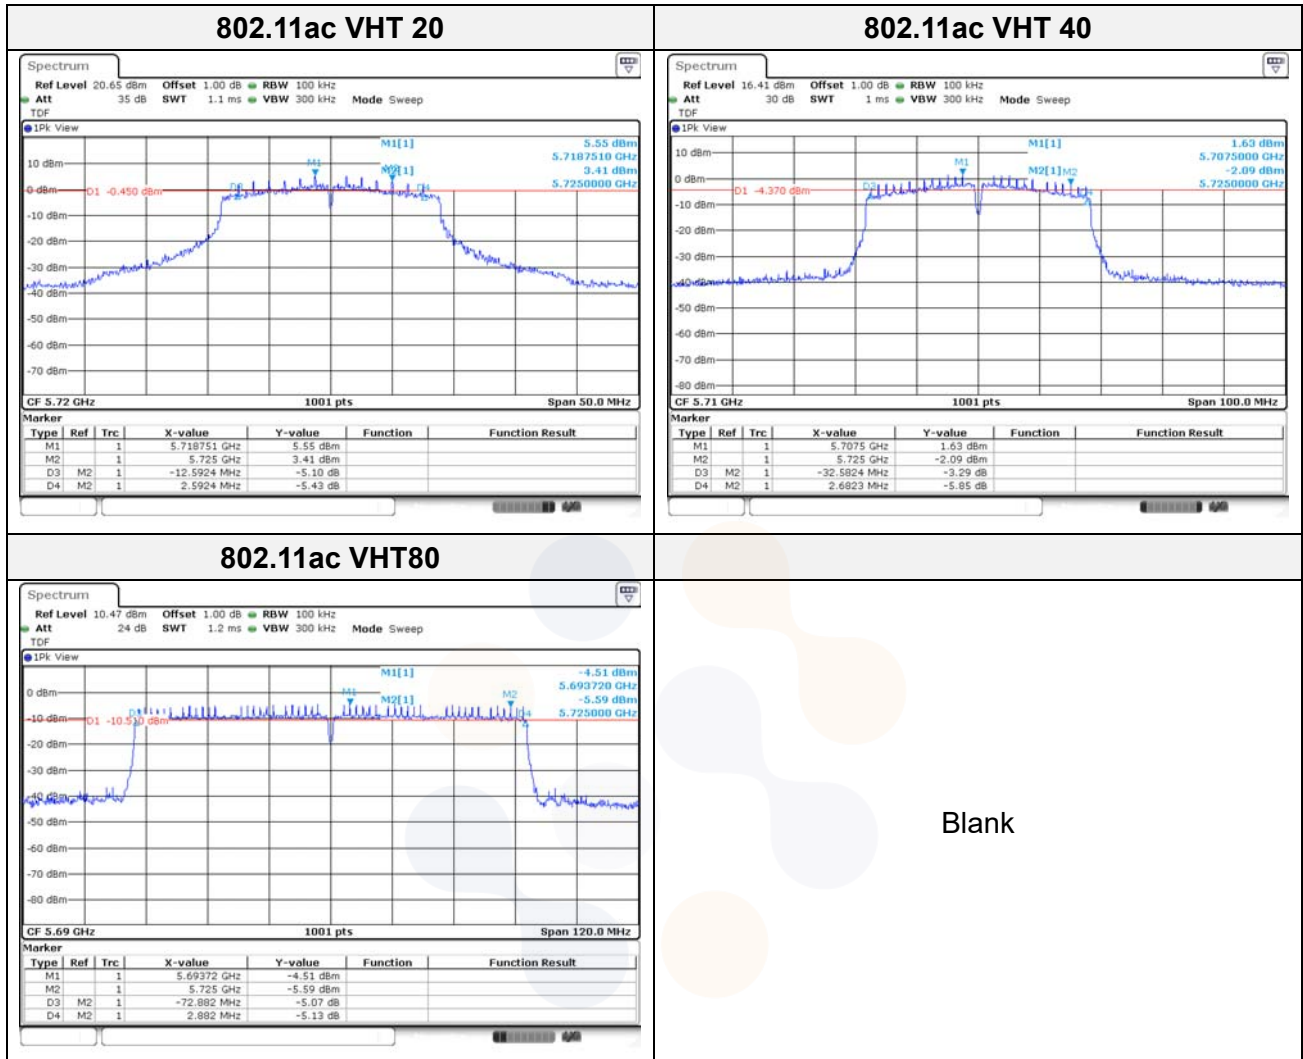 802.11ac VHT 20
Spectrum
Ref Level 20.65 dBm Offset 1.00 dB RBW 100 kHz
Att 35 dB SWT 1.1 ms VBW 300 kHz Mode Sweep
TDF
1Pk View
M1[1] 5.55 dBm
5.7187510 GHz
M2[1] 3.41 dBm
5.7250000 GHz
10 dBm
M1
0 dBm
D1 -0.450 dBm
-10 dBm
-20 dBm
-30 dBm
-40 dBm
-50 dBm
-60 dBm
-70 dBm
CF 5.72 GHz 1001 pts Span 50.0 MHz
Marker
Type Ref Trc X-value Y-value Function Function Result
M1 1 5.718751 GHz 5.55 dBm
M2 1 5.725 GHz 3.41 dBm
D3 M2 1 -12.5924 MHz -5.10 dB
D4 M2 1 2.5924 MHz -5.43 dB
802.11ac VHT 40
Spectrum
Ref Level 16.41 dBm Offset 1.00 dB RBW 100 kHz
Att 30 dB SWT 1 ms VBW 300 kHz Mode Sweep
TDF
1Pk View
M1[1] 1.63 dBm
5.7075000 GHz
M2[1] -2.09 dBm
5.7250000 GHz
10 dBm
M1
M2
0 dBm
D3
D1 -4.370 dBm
-10 dBm
-20 dBm
-30 dBm
-40 dBm
-50 dBm
-60 dBm
-70 dBm
-80 dBm
CF 5.71 GHz 1001 pts Span 100.0 MHz
Marker
Type Ref Trc X-value Y-value Function Function Result
M1 1 5.7075 GHz 1.63 dBm
M2 1 5.725 GHz -2.09 dBm
D3 M2 1 -32.5824 MHz -3.29 dB
D4 M2 1 2.6823 MHz -5.85 dB
802.11ac VHT80
Spectrum
Ref Level 10.47 dBm Offset 1.00 dB RBW 100 kHz
Att 24 dB SWT 1.2 ms VBW 300 kHz Mode Sweep
TDF
1Pk View
M1[1] -4.51 dBm
5.693720 GHz
M2[1] -5.59 dBm
5.725000 GHz
0 dBm
M1
M2
-10 dBm
D1 -10.510 dBm
D4
-20 dBm
-30 dBm
-40 dBm
-50 dBm
-60 dBm
-70 dBm
-80 dBm
CF 5.69 GHz 1001 pts Span 120.0 MHz
Marker
Type Ref Trc X-value Y-value Function Function Result
M1 1 5.69372 GHz -4.51 dBm
M2 1 5.725 GHz -5.59 dBm
D3 M2 1 -72.882 MHz -5.07 dB
D4 M2 1 2.882 MHz -5.13 dB
Blank